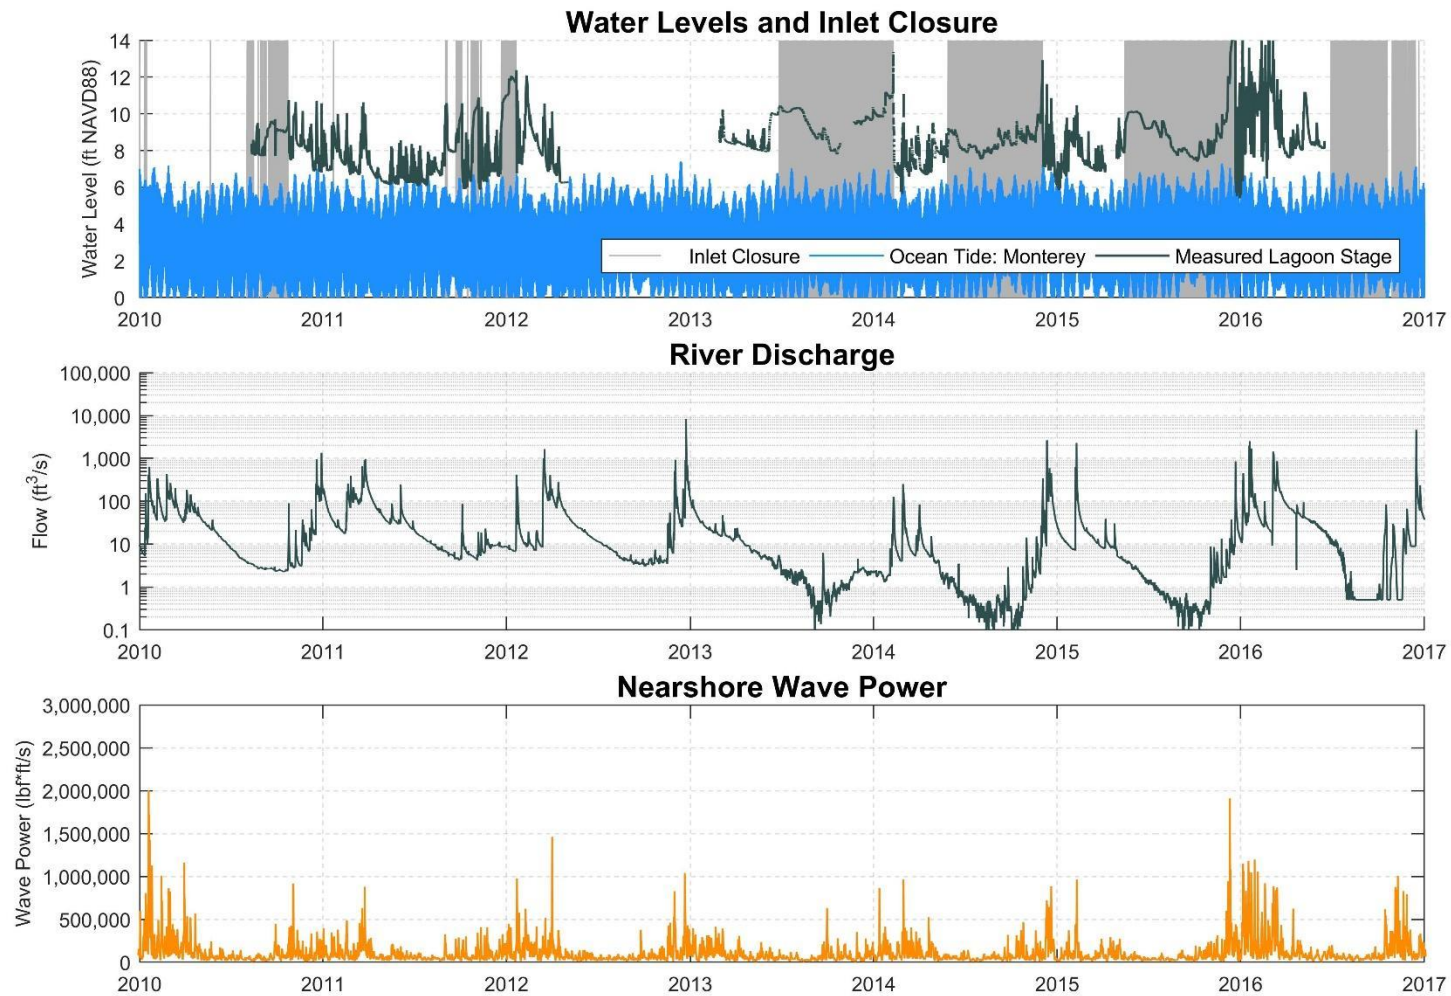 Water Levels and Inlet Closure
Water Level (ft NAVD88)
14
12
10
8
6
4
2
0
Inlet Closure Ocean Tide: Monterey Measured Lagoon Stage
2010 2011 2012 2013 2014 2015 2016 2017
River Discharge
Flow (ft³/s)
100,000
10,000
1,000
100
10
1
0.1
2010 2011 2012 2013 2014 2015 2016 2017
Nearshore Wave Power
Wave Power (lbf*ft/s)
3,000,000
2,500,000
2,000,000
1,500,000
1,000,000
500,000
0
2010 2011 2012 2013 2014 2015 2016 2017